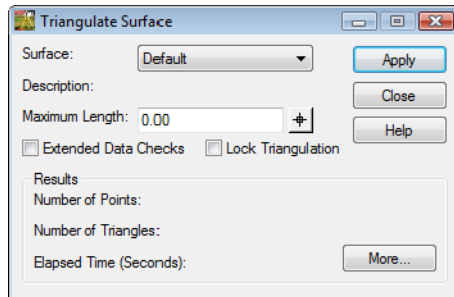 Triangulate Surface
Surface: Default Apply
Description: Close
Maximum Length: 0.00 Help
Extended Data Checks Lock Triangulation
Results
Number of Points:
Number of Triangles:
Elapsed Time (Seconds): More...